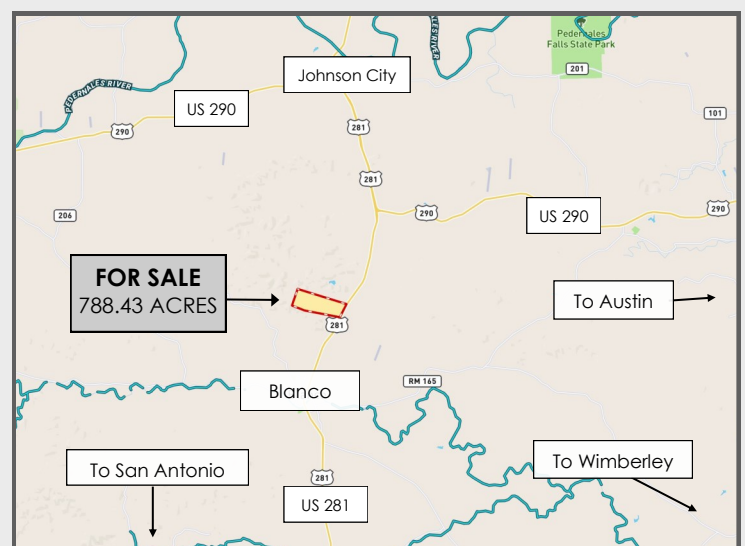 Pedernales
Falls State Park
PEDERNALES RIVER
Johnson City
201
US 290
101
290
281
281
206
290
US 290
290
FOR SALE
788.43 ACRES
To Austin
281
RM 165
Blanco
To San Antonio
To Wimberley
281
US 281